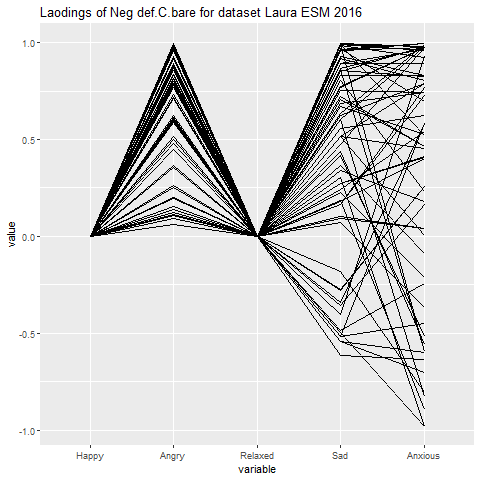 Laodings of Neg def.C.bare for dataset Laura ESM 2016
1.0
0.5
0.0
-0.5
-1.0
value
Happy Angry Relaxed Sad Anxious
variable